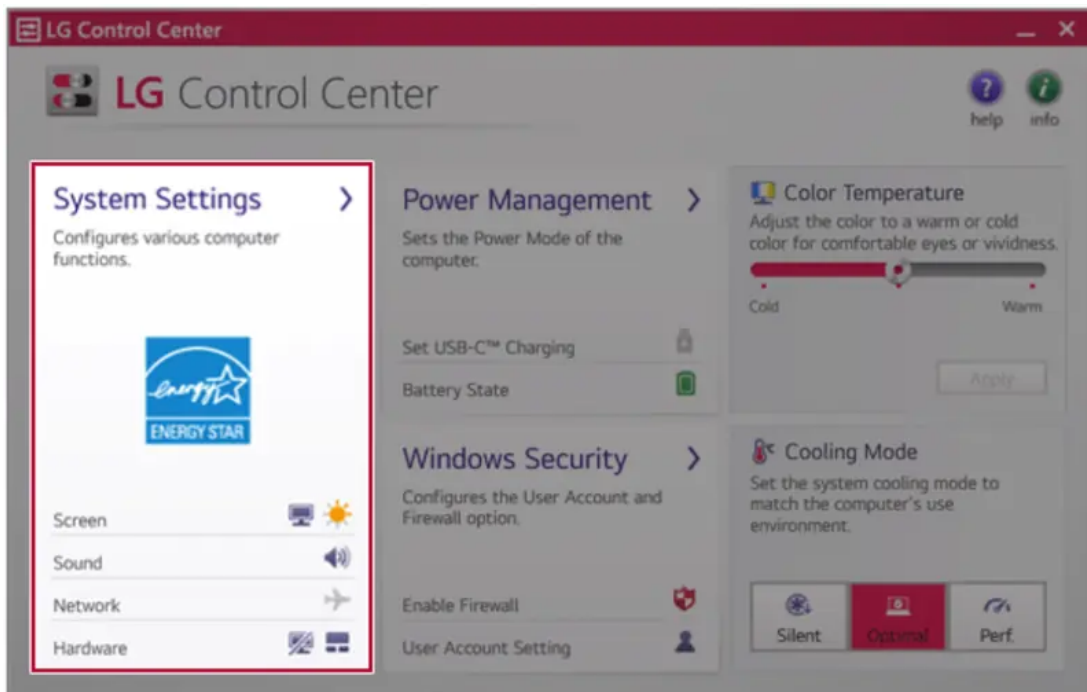 LG Control Center
LG Control Center
help
info
System Settings
Configures various computer
functions.
energy
ENERGY STAR
Screen
Sound
Network
Hardware
Power Management
Sets the Power Mode of the
computer.
Set USB-C™ Charging
Battery State
Windows Security
Configures the User Account and
Firewall option.
Enable Firewall
User Account Setting
Color Temperature
Adjust the color to a warm or cold
color for comfortable eyes or vividness.
Cold
Warm
Apply
Cooling Mode
Set the system cooling mode to
match the computer's use
environment.
Silent
Optimal
Perf.